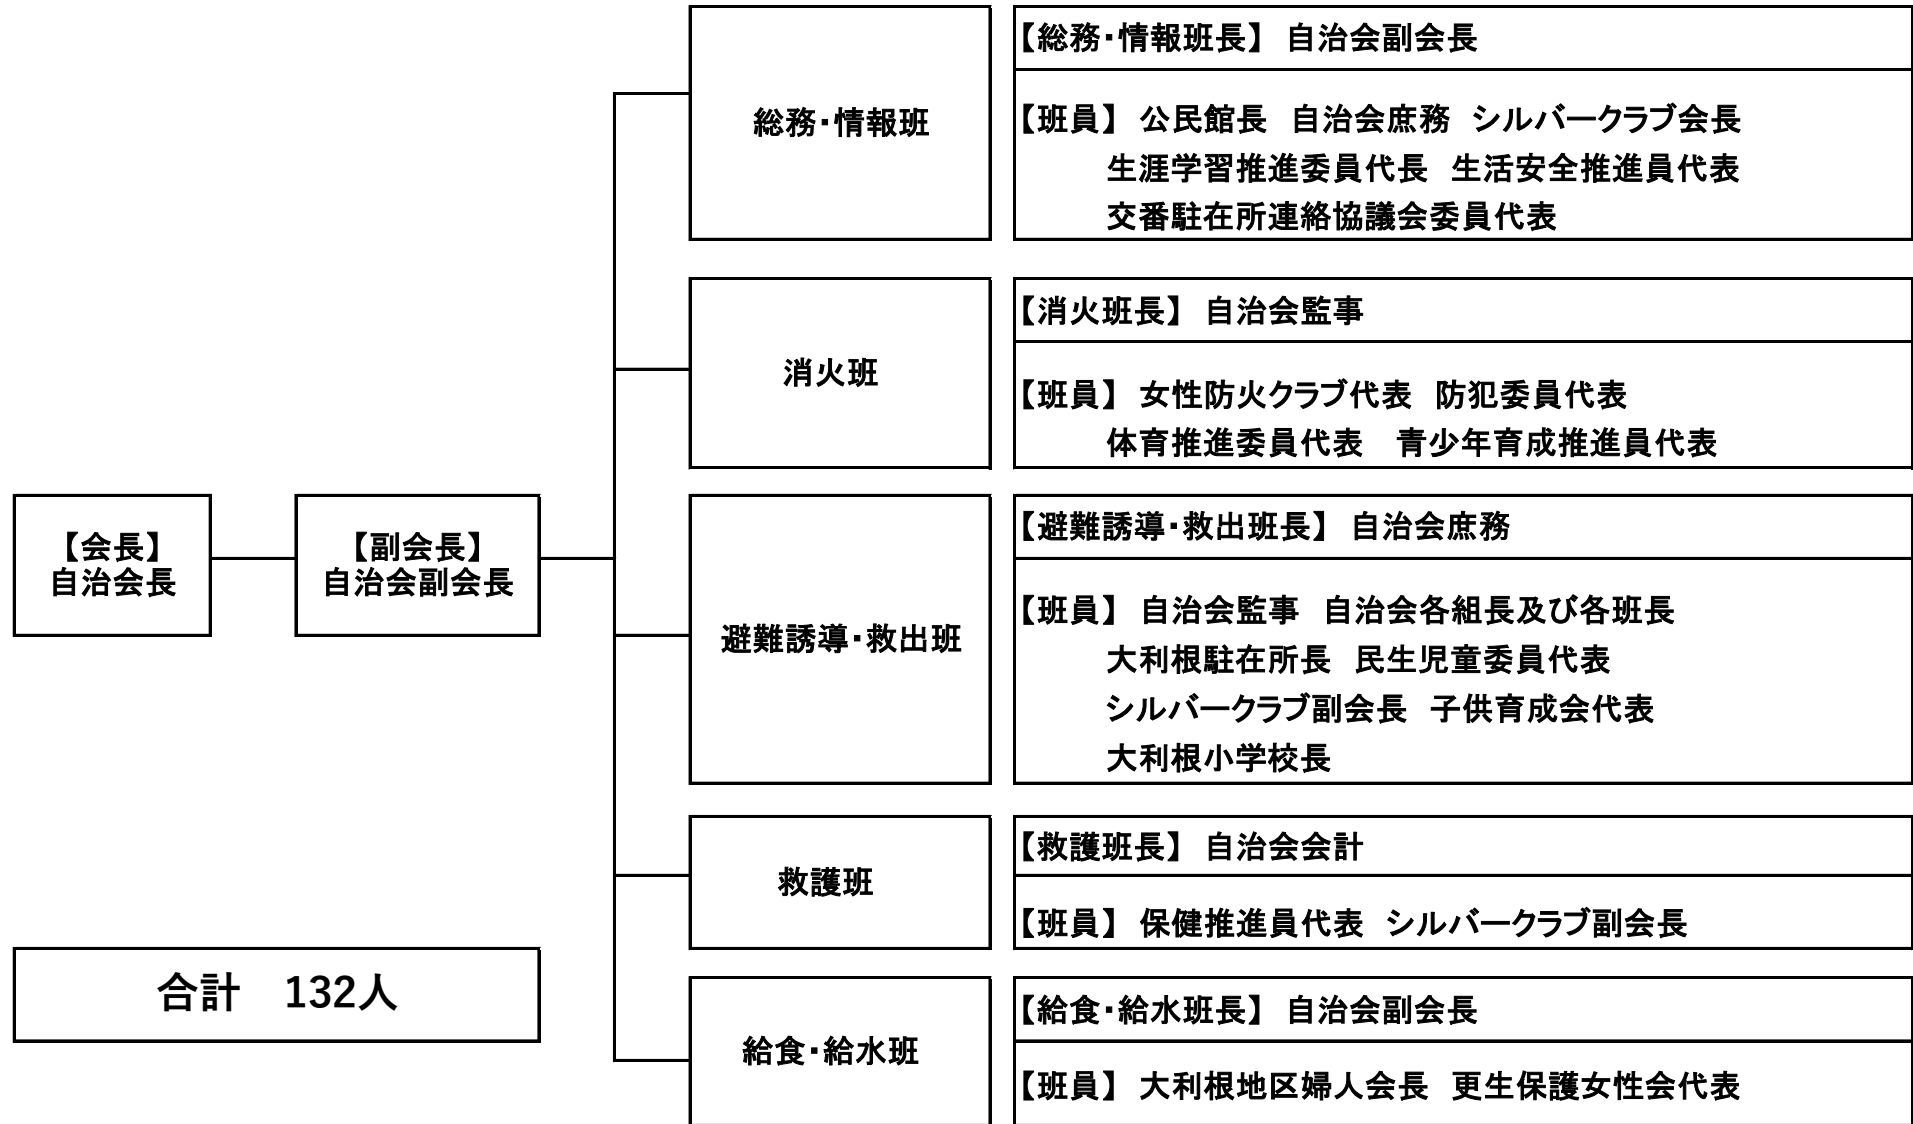 総務・情報班
【総務・情報班長】 自治会副会長
【班員】 公民館長 自治会庶務 シルバークラブ会長
生涯学習推進委員代長 生活安全推進員代表
交番駐在所連絡協議会委員代表
消火班
【消火班長】 自治会監事
【班員】 女性防火クラブ代表 防犯委員代表
体育推進委員代表 青少年育成推進員代表
【会長】
自治会長
【副会長】
自治会副会長
避難誘導・救出班
【避難誘導・救出班長】 自治会庶務
【班員】 自治会監事 自治会各組長及び各班長
大利根駐在所長 民生児童委員代表
シルバークラブ副会長 子供育成会代表
大利根小学校長
救護班
【救護班長】 自治会会計
【班員】 保健推進員代表 シルバークラブ副会長
合計 132人
給食・給水班
【給食・給水班長】 自治会副会長
【班員】 大利根地区婦人会長 更生保護女性会代表